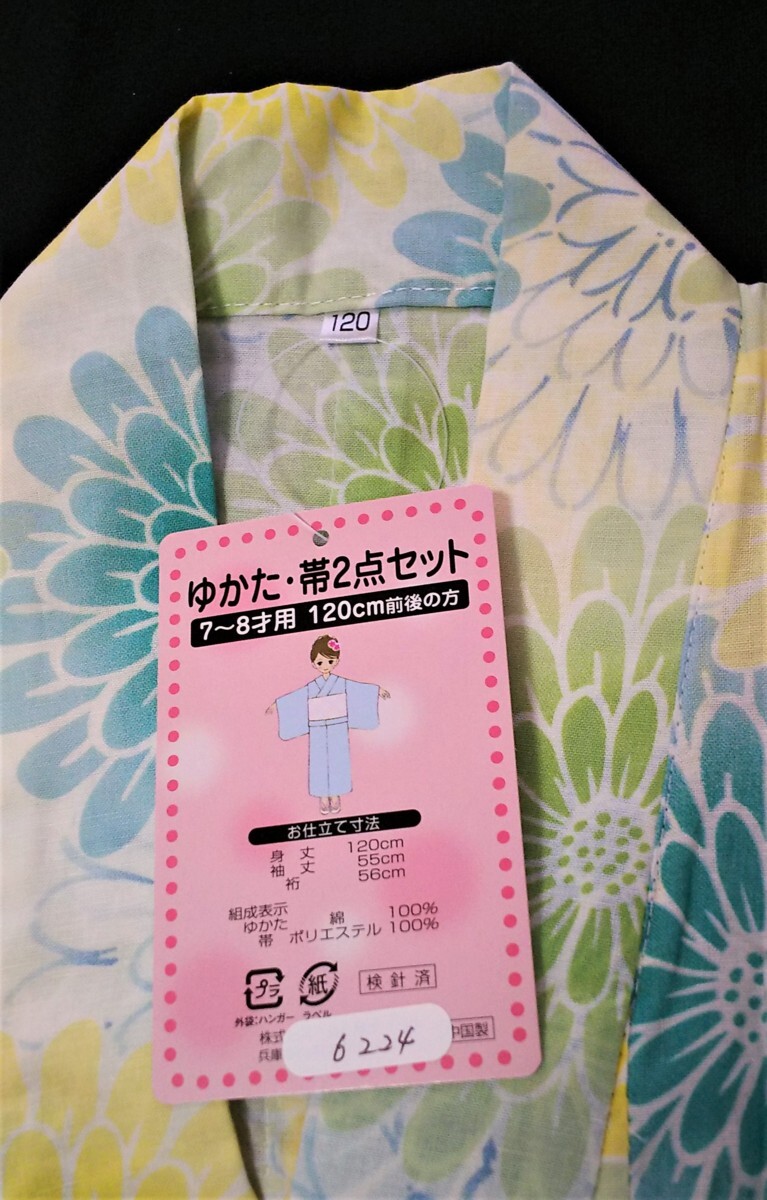 120
ゆかた・帯2点セット
7〜8才用 120cm前後の方
お仕立て寸法
身丈 120cm
袖丈 55cm
裄 56cm
組成表示
ゆかた 綿 100%
帯 ポリエステル 100%
プラ 紙 検針済
外袋:ハンガー ラベル
株式
兵庫 中国製
6224